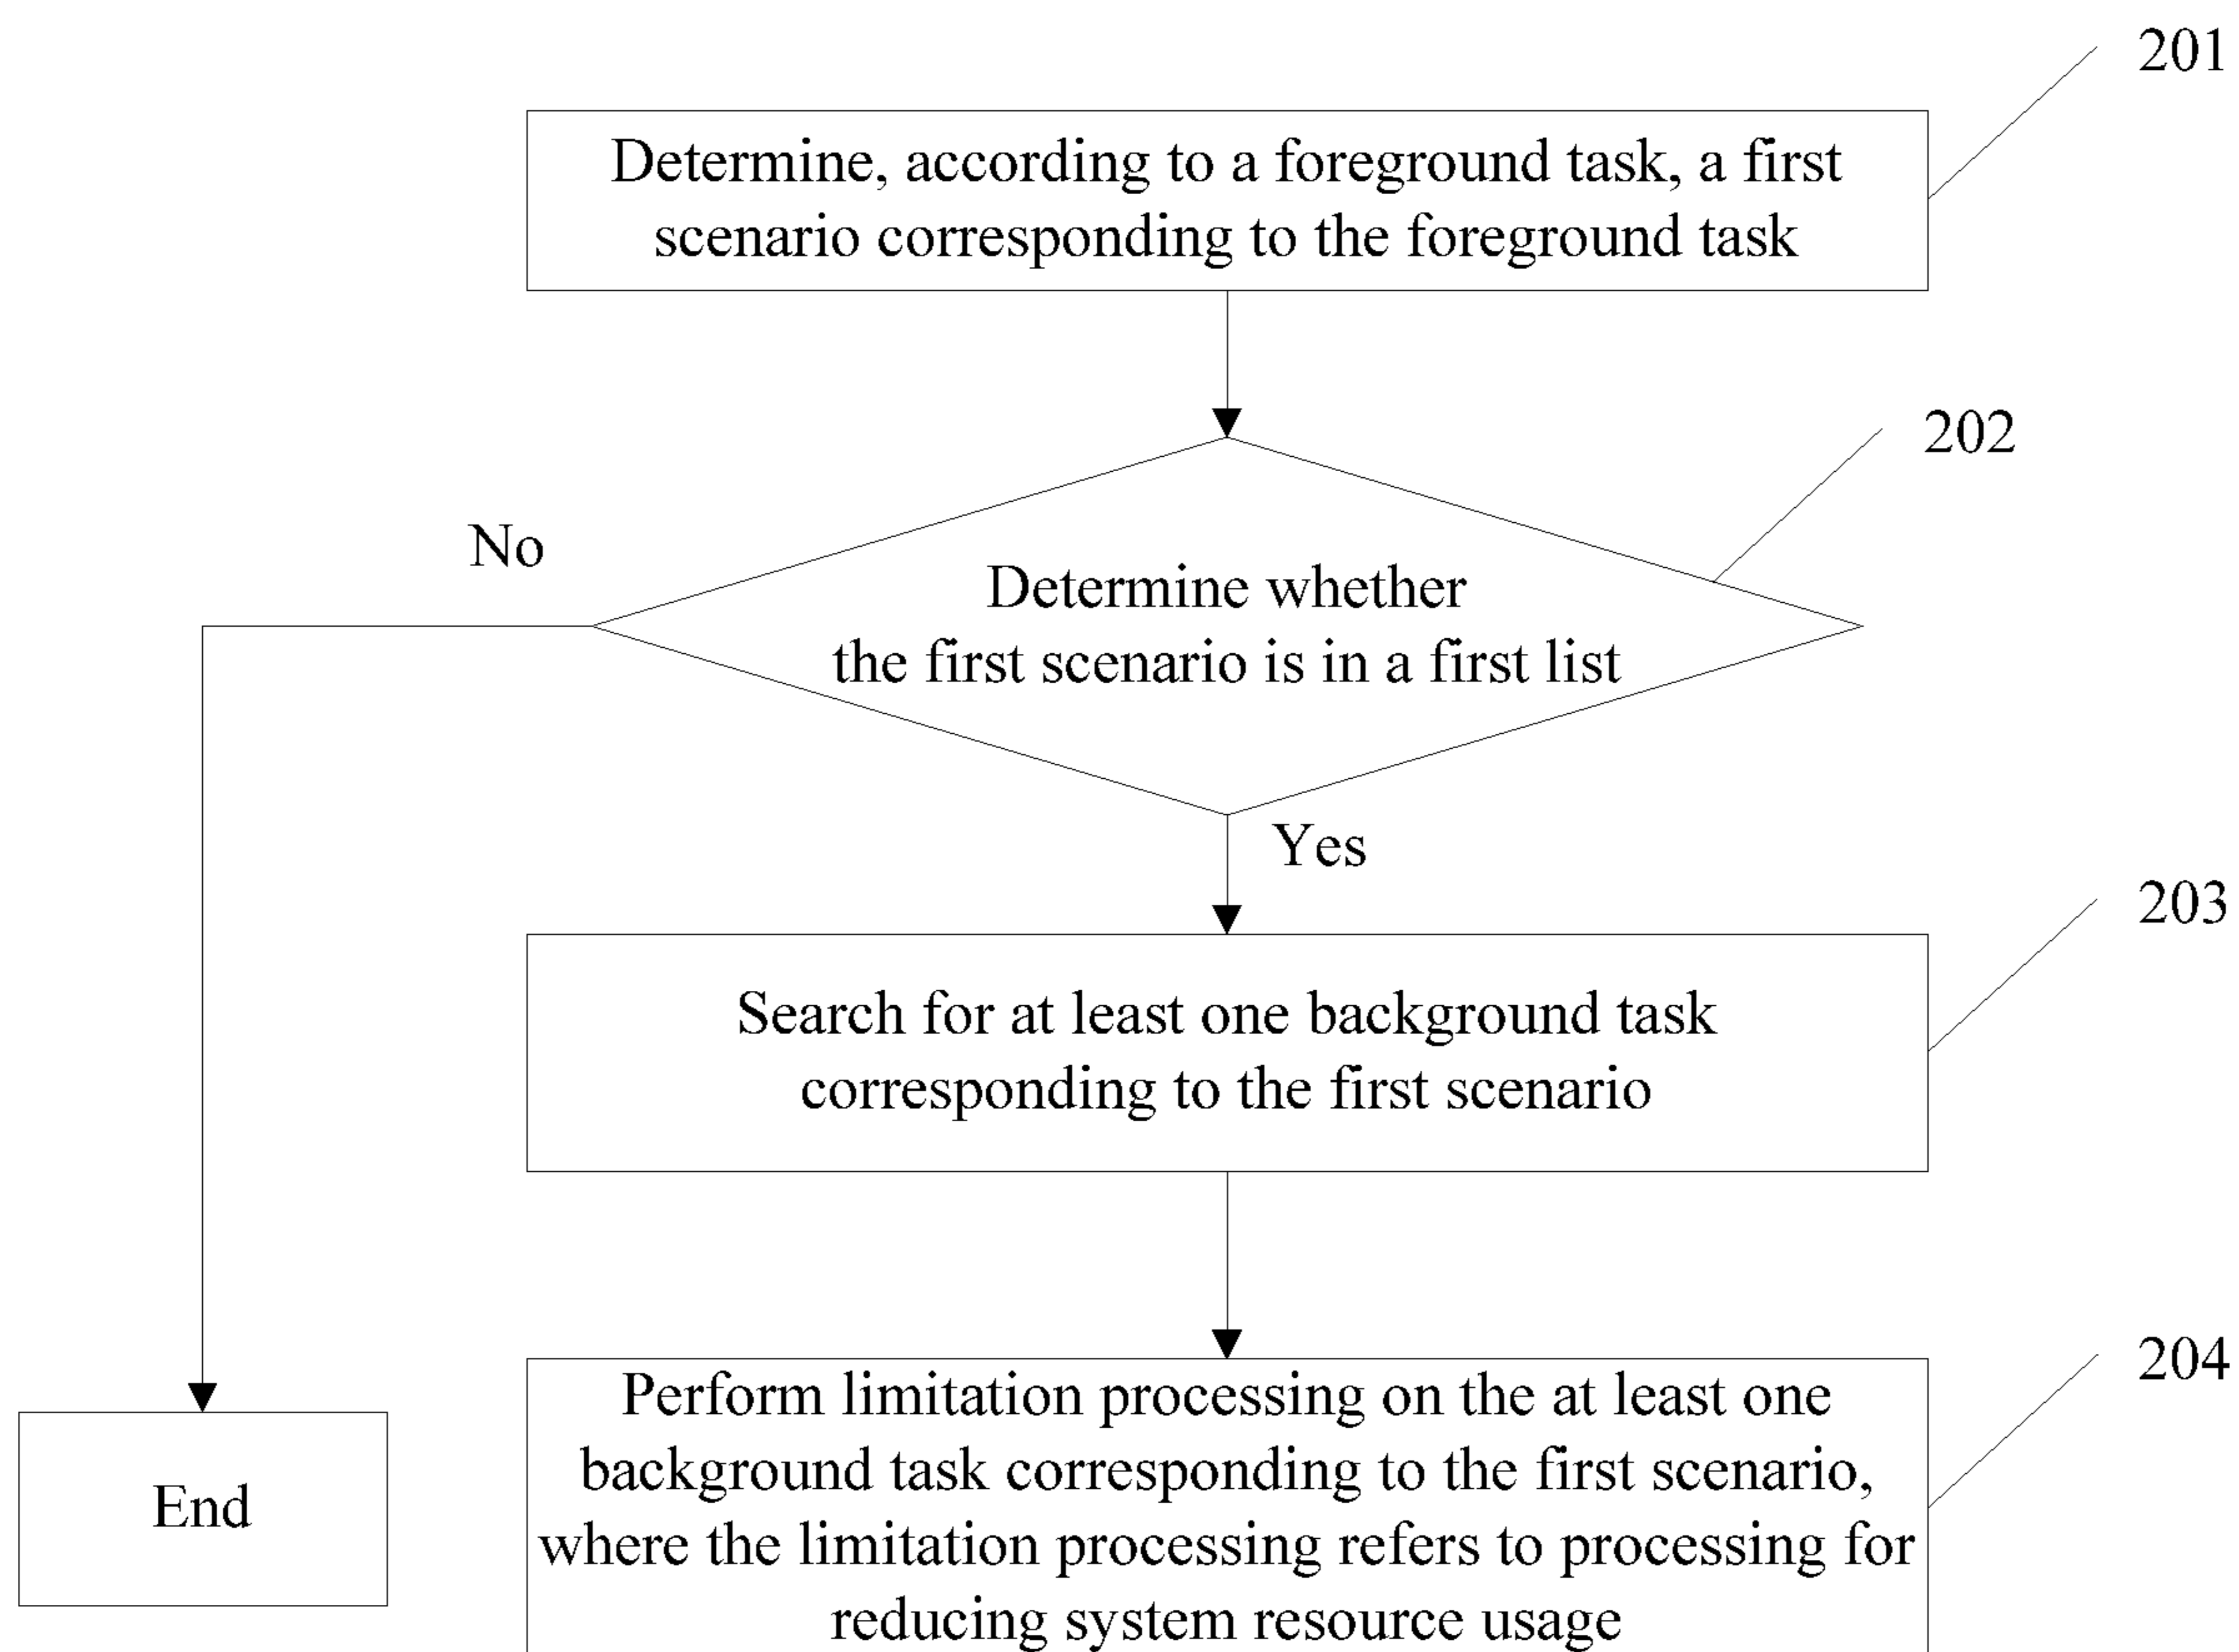 201
Determine, according to a foreground task, a first
scenario corresponding to the foreground task
202
No
Determine whether
the first scenario is in a first list
Yes
203
Search for at least one background task
corresponding to the first scenario
204
Perform limitation processing on the at least one
background task corresponding to the first scenario,
where the limitation processing refers to processing for
reducing system resource usage
End